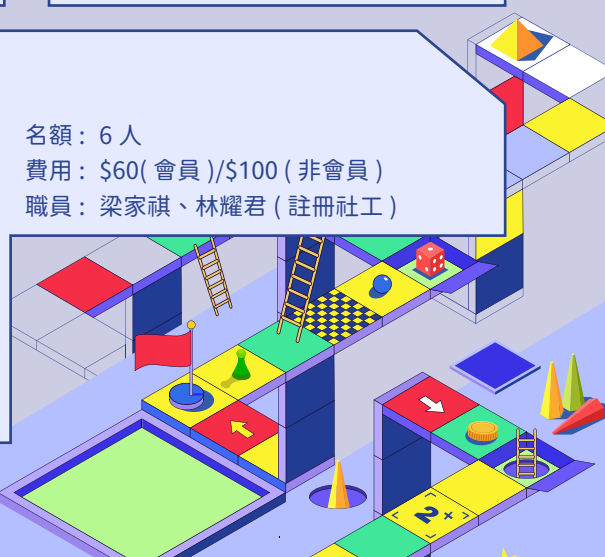 名額 : 6 人
費用 : $60( 會員 )/$100 ( 非會員 )
職員 : 梁家祺、林耀君 ( 註冊社工 )
2+